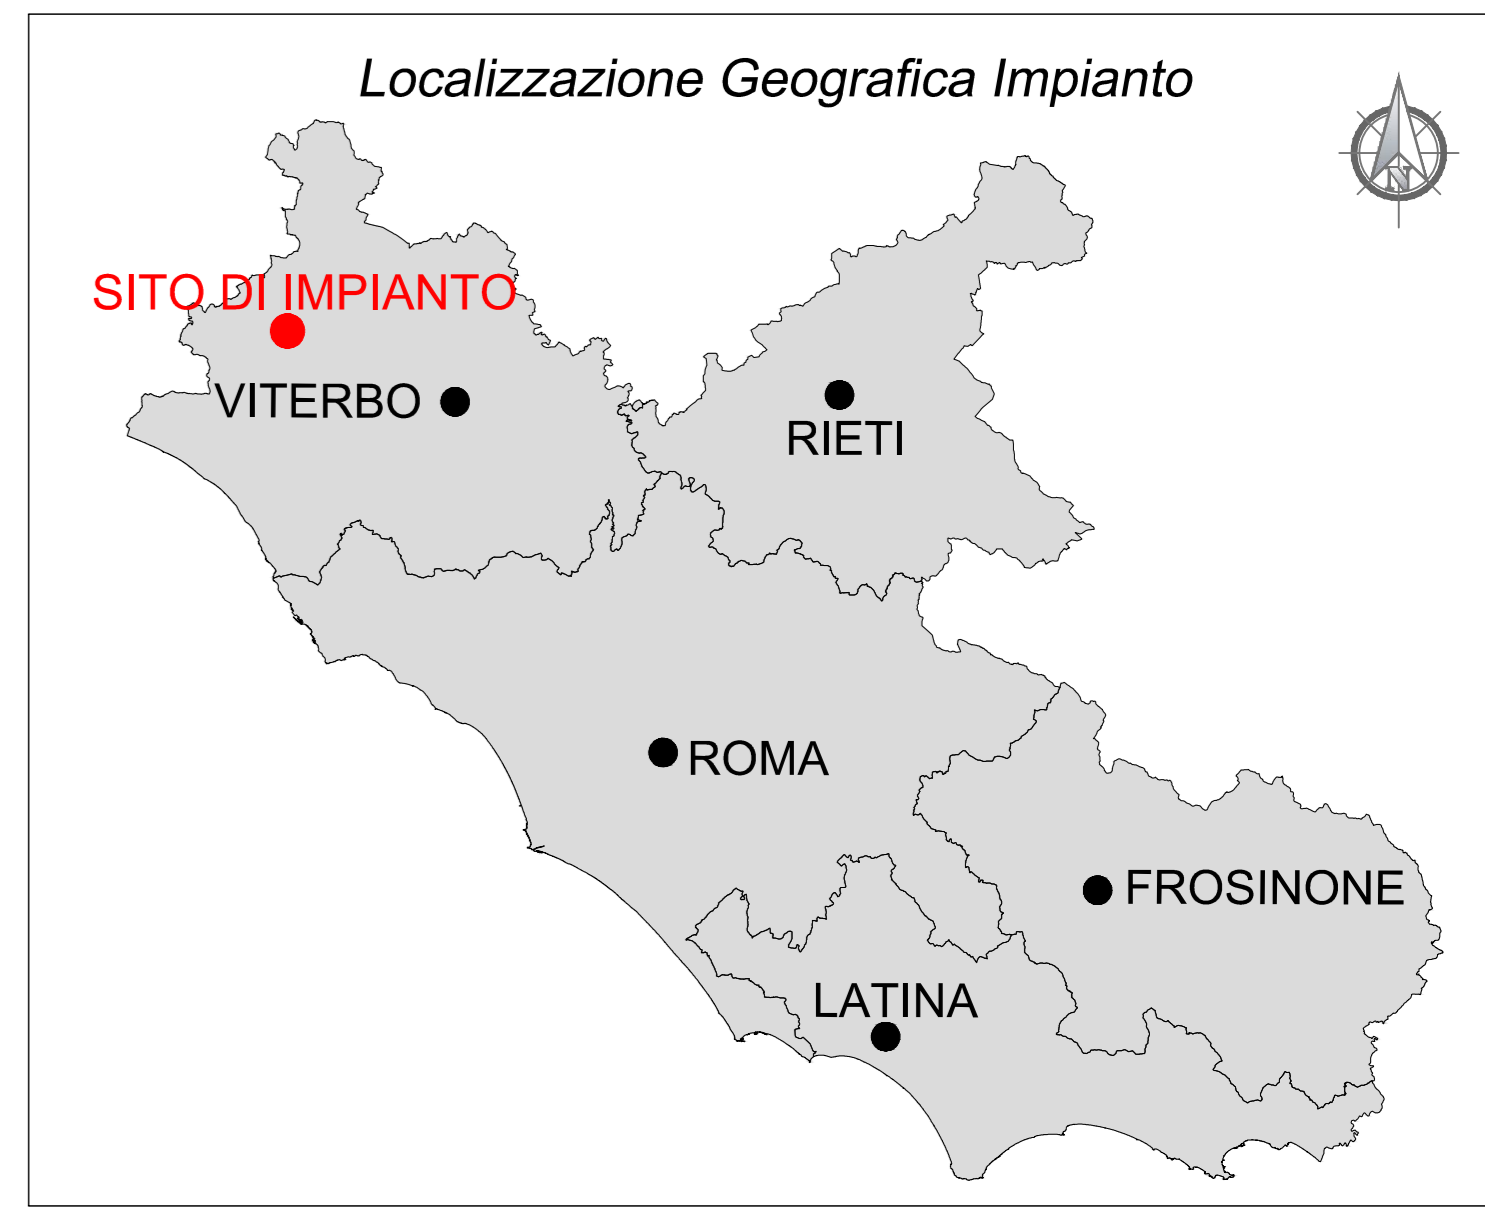 Localizzazione Geografica Impianto
N
SITO DI IMPIANTO
VITERBO
RIETI
ROMA
FROSINONE
LATINA